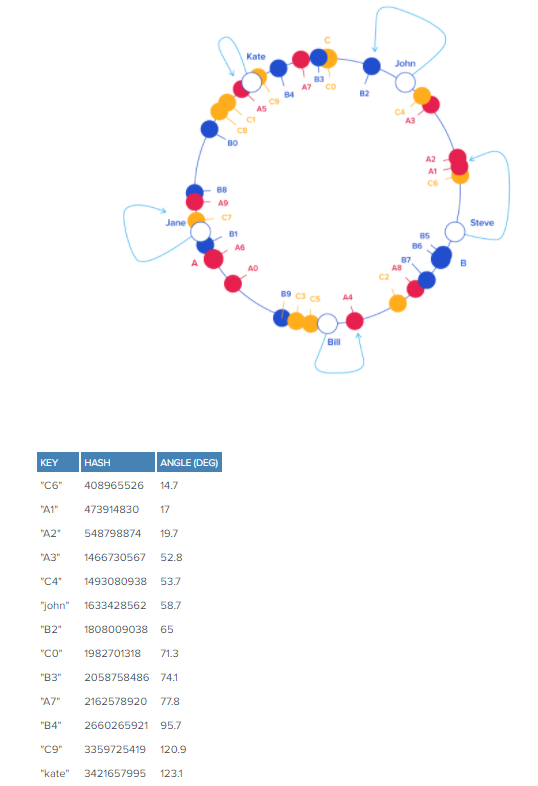 C
Kate
John
B3
A7
C0
B4
B2
C9
A5
C4
A3
C1
C8
B0
A2
A1
C6
B8
A9
C7
Jane
Steve
B1
B5
B6
A6
B7
B
A
A8
A0
C2
B9
C3
C5
A4
Bill
KEY HASH ANGLE (DEG)
"C6" 408965526 14.7
"A1" 473914830 17
"A2" 548798874 19.7
"A3" 1466730567 52.8
"C4" 1493080938 53.7
"john" 1633428562 58.7
"B2" 1808009038 65
"C0" 1982701318 71.3
"B3" 2058758486 74.1
"A7" 2162578920 77.8
"B4" 2660265921 95.7
"C9" 3359725419 120.9
"kate" 3421657995 123.1